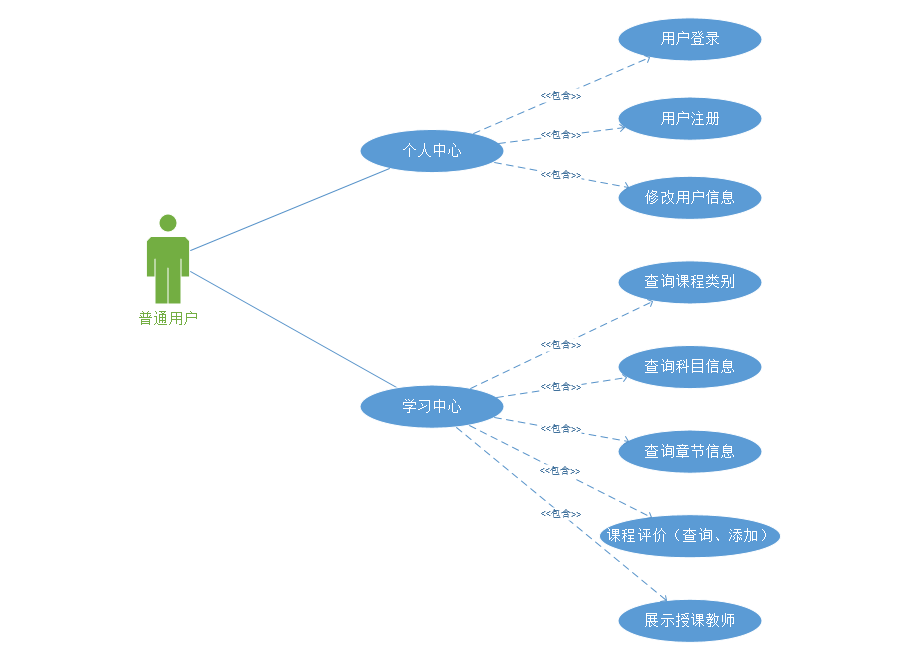 用户登录
<<包含>>
用户注册
<<包含>>
个人中心
<<包含>>
修改用户信息
普通用户
查询课程类别
<<包含>>
查询科目信息
<<包含>>
学习中心
<<包含>>
查询章节信息
<<包含>>
<<包含>>
课程评价（查询、添加）
展示授课教师